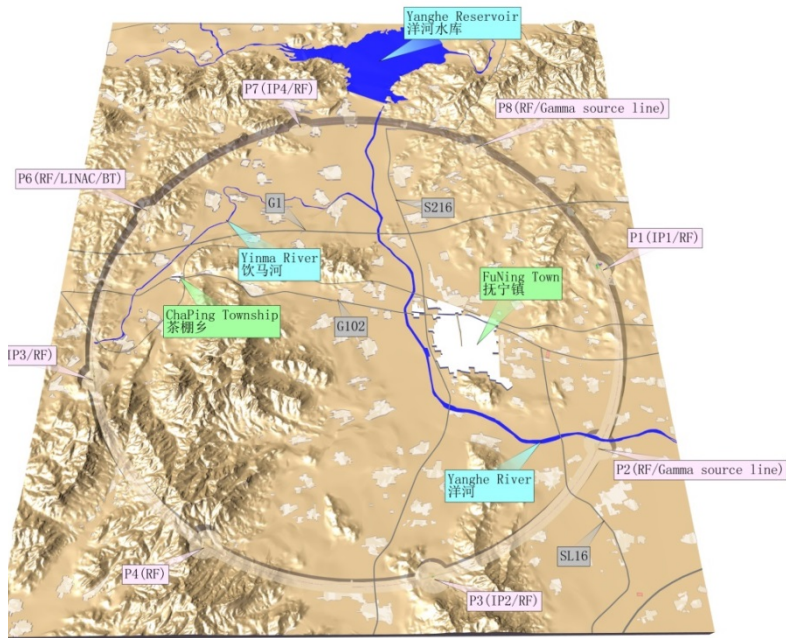 Yanghe Reservoir
洋河水库
P7(IP4/RF)
P8(RF/Gamma source line)
P6(RF/LINAC/BT)
G1
S216
P1(IP1/RF)
Yinma River
饮马河
FuNing Town
抚宁镇
ChaPing Township
茶棚乡
G102
IP3/RF)
P2(RF/Gamma source line)
Yanghe River
洋河
SL16
P4(RF)
P3(IP2/RF)